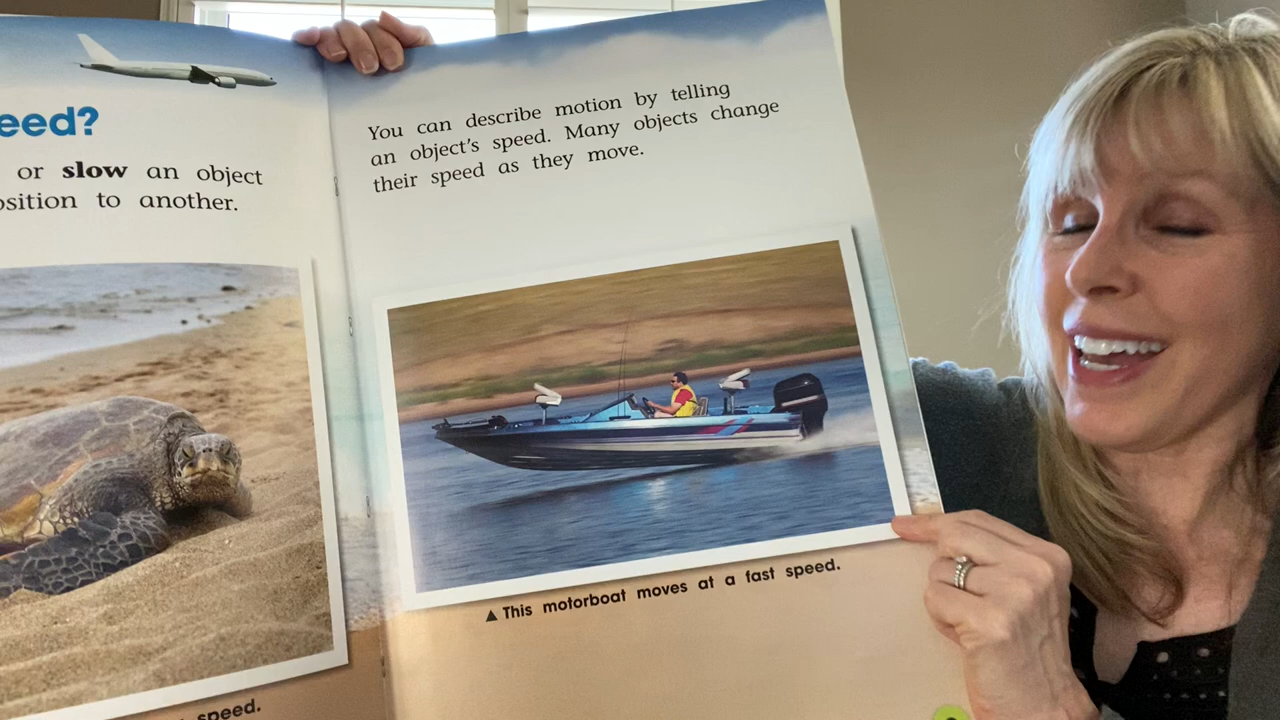 eed?
or slow an object
osition to another.
speed.
You can describe motion by telling
an object's speed. Many objects change
their speed as they move.
▲ This motorboat moves at a fast speed.